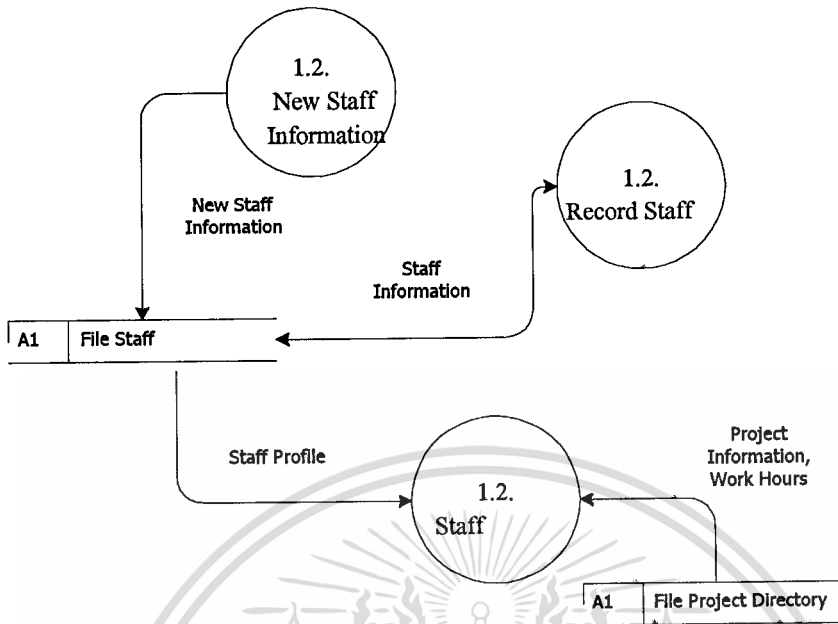 1.2.
New Staff
Information
1.2.
Record Staff
New Staff
Information
Staff
Information
A1 File Staff
Staff Profile
1.2.
Staff
Project
Information,
Work Hours
A1 File Project Directory